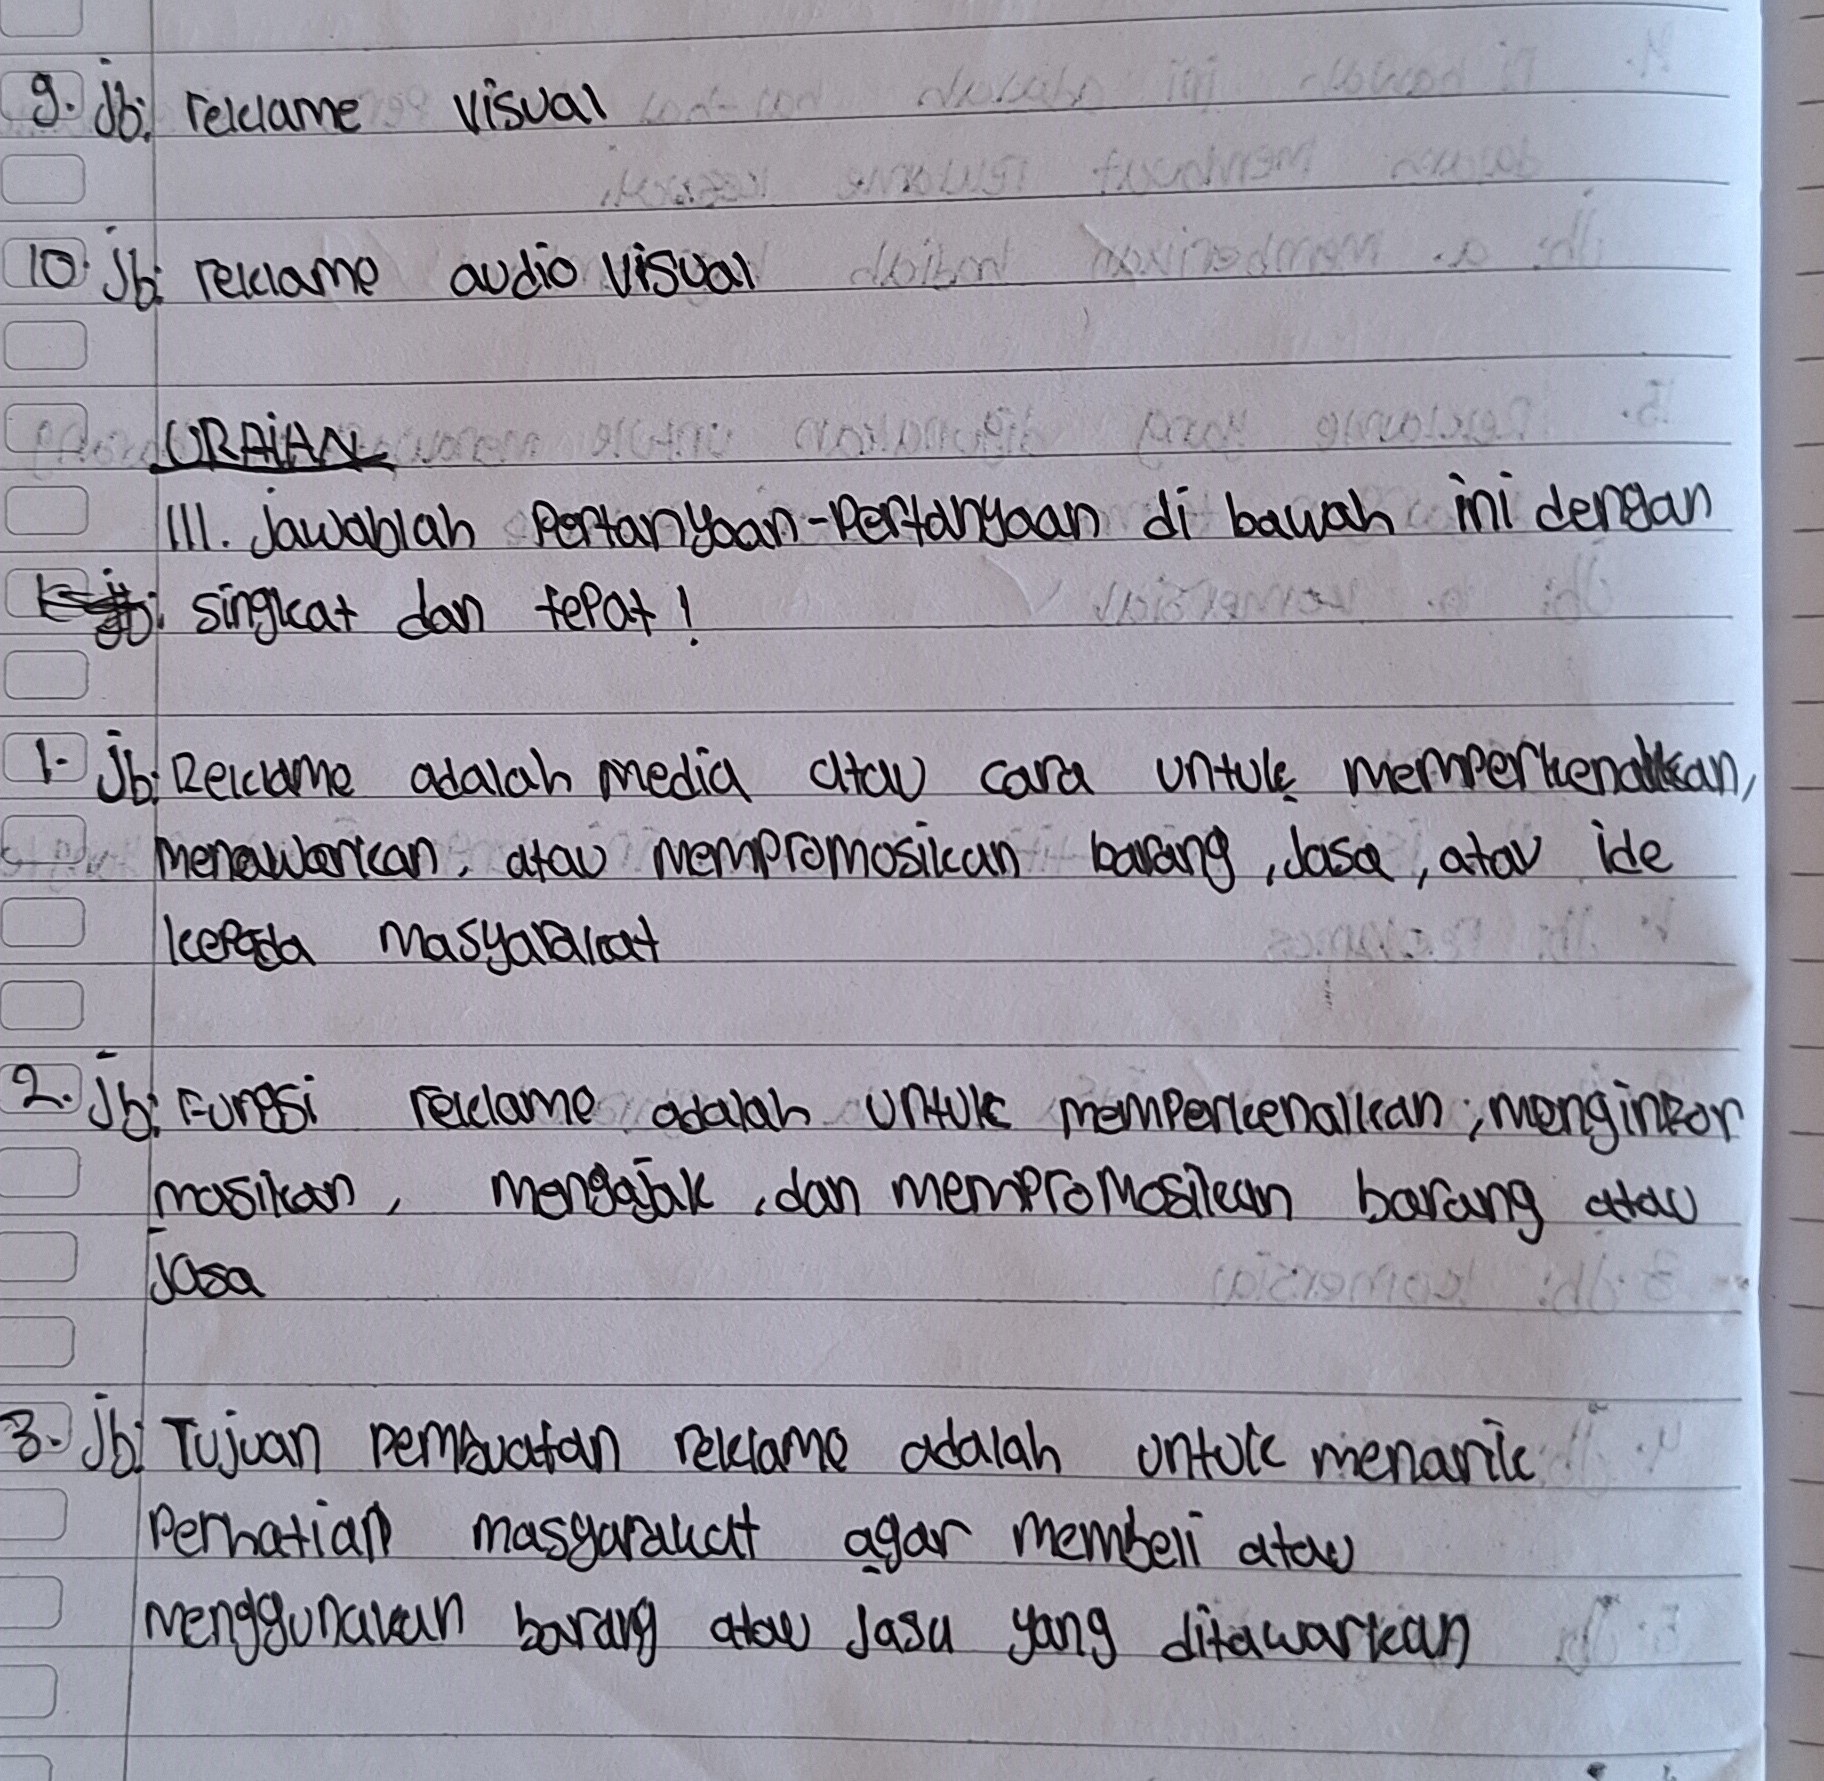 9. Jb: reklame visual
10. Jb: reklame audio visual
URAIAN
III. Jawablah Pertanyaan-Pertanyaan di bawah ini dengan
singkat dan tepat!
1. Jb: Reklame adalah media atau cara untuk memperkenalkan,
menawarkan, atau mempromosikan barang, Jasa, atau ide
kepada masyarakat
2. Jb: Fungsi reklame adalah untuk memperkenalkan, menginfor
masikan, mengajak, dan mempromosikan barang atau
Jasa
3. Jb: Tujuan pembuatan reklame adalah untuk menarik
Perhatian masyarakat agar membeli atau
menggunakan barang atau Jasa yang ditawarkan